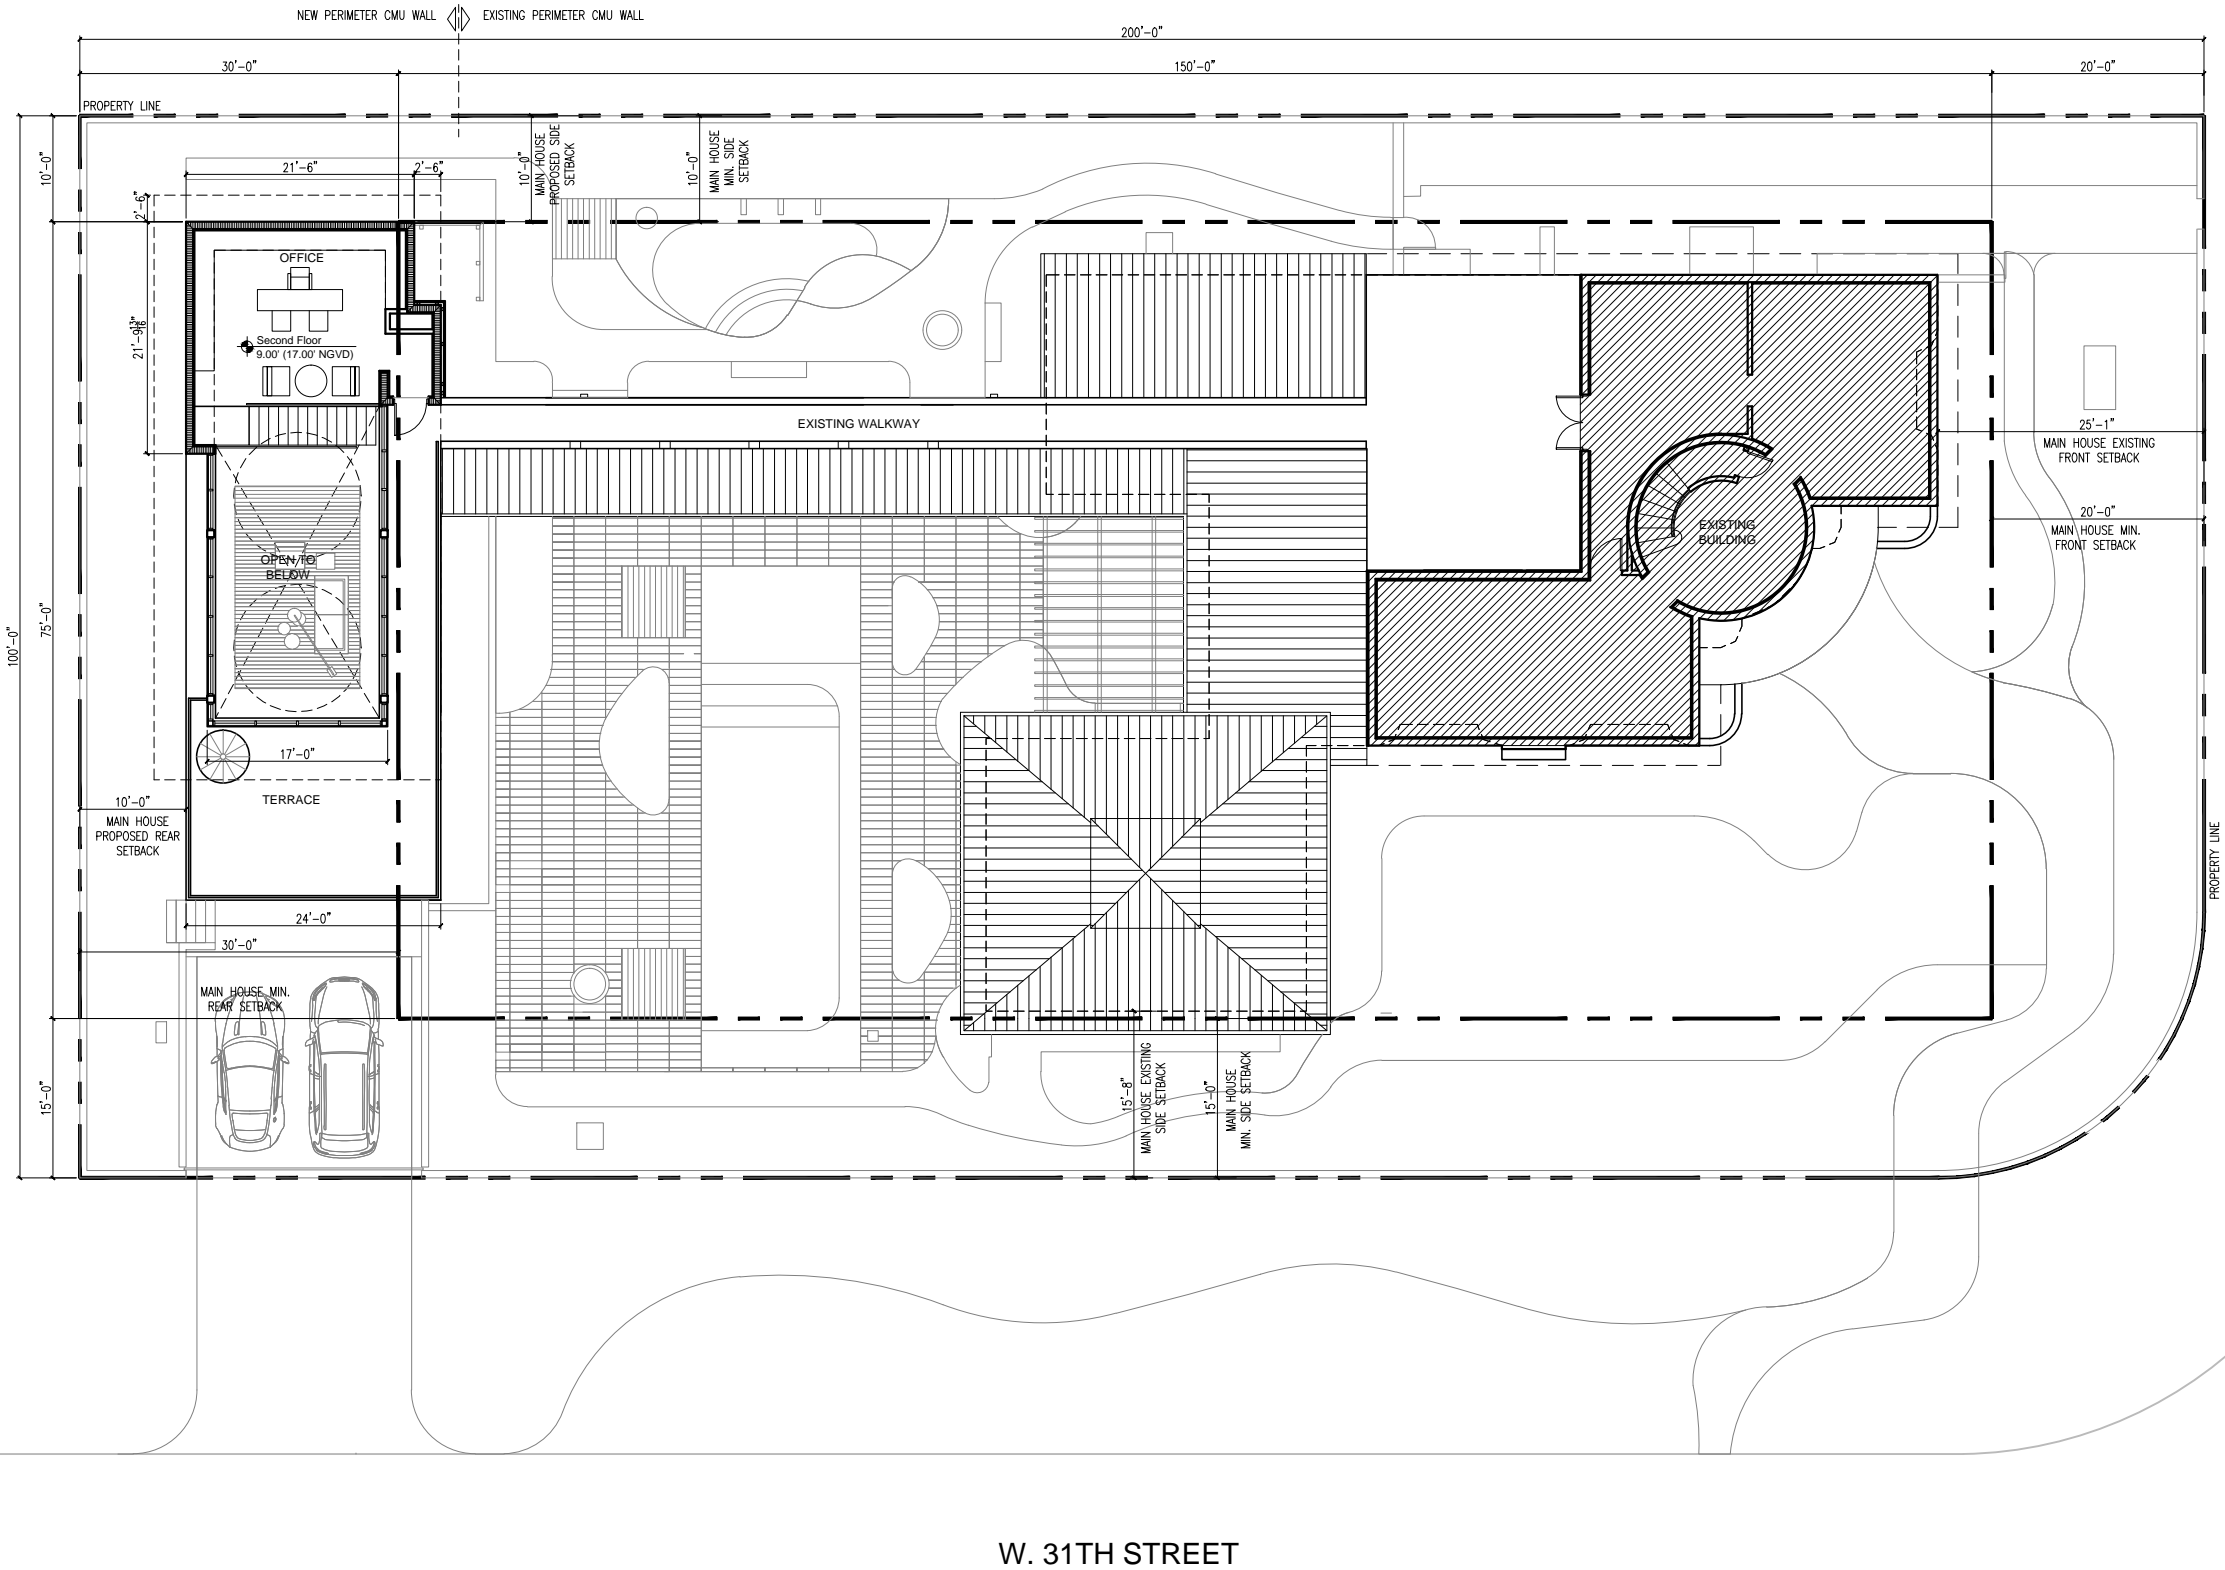 NEW PERIMETER CMU WALL
EXISTING PERIMETER CMU WALL
200'-0"
30'-0"
150'-0"
20'-0"
PROPERTY LINE
10'-0"
2'-6"
21'-6"
2'-6"
10'-0"
MAIN HOUSE
PROPOSED SIDE
SETBACK
10'-0"
MAIN HOUSE
MIN. SIDE
SETBACK
OFFICE
21'-9 13/16"
Second Floor
9.00' (17.00' NGVD)
EXISTING WALKWAY
25'-1"
MAIN HOUSE EXISTING
FRONT SETBACK
20'-0"
MAIN HOUSE MIN.
FRONT SETBACK
EXISTING
BUILDING
OPEN TO
BELOW
100'-0"
75'-0"
17'-0"
TERRACE
10'-0"
MAIN HOUSE
PROPOSED REAR
SETBACK
PROPERTY LINE
24'-0"
30'-0"
MAIN HOUSE MIN.
REAR SETBACK
15'-0"
15'-8"
MAIN HOUSE EXISTING
SIDE SETBACK
15'-0"
MAIN HOUSE
MIN. SIDE SETBACK
W. 31TH STREET